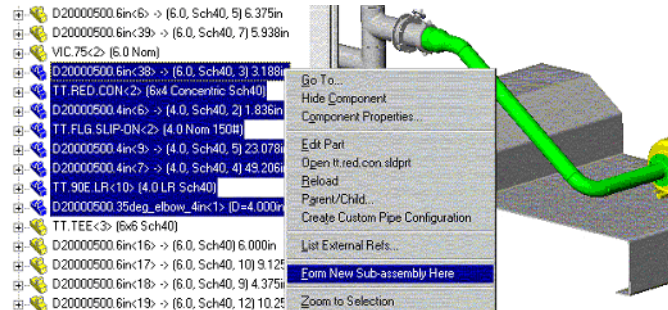 D20000500.6in<6> -> (6.0, Sch40, 5) 6.375in
D20000500.6in<39> -> (6.0, Sch40, 7) 5.938in
VIC.75<2> (6.0 Nom)
D20000500.6in<38> -> (6.0, Sch40, 3) 3.188in
TT.RED.CON<2> (6x4 Concentric Sch40)
D20000500.4in<6> -> (4.0, Sch40, 2) 1.836in
TT.FLG.SLIP-ON<2> (4.0 Nom 150#)
D20000500.4in<9> -> (4.0, Sch40, 5) 23.078in
D20000500.4in<7> -> (4.0, Sch40, 4) 49.206in
TT.90E.LR<10> (4.0 LR Sch40)
D20000500.35deg_elbow_4in<1> (D=4.000in
TT.TEE<3> (6x6 Sch40)
D20000500.6in<16> -> (6.0, Sch40) 6.000in
D20000500.6in<17> -> (6.0, Sch40, 10) 9.125
D20000500.6in<18> -> (6.0, Sch40, 9) 4.375i
D20000500.6in<19> -> (6.0, Sch40, 12) 10.25
Go To...
Hide Component
Component Properties...
Edit Part
Open tt.red.con sldprt
Reload
Parent/Child...
Create Custom Pipe Configuration
List External Refs...
Form New Sub-assembly Here
Zoom to Selection